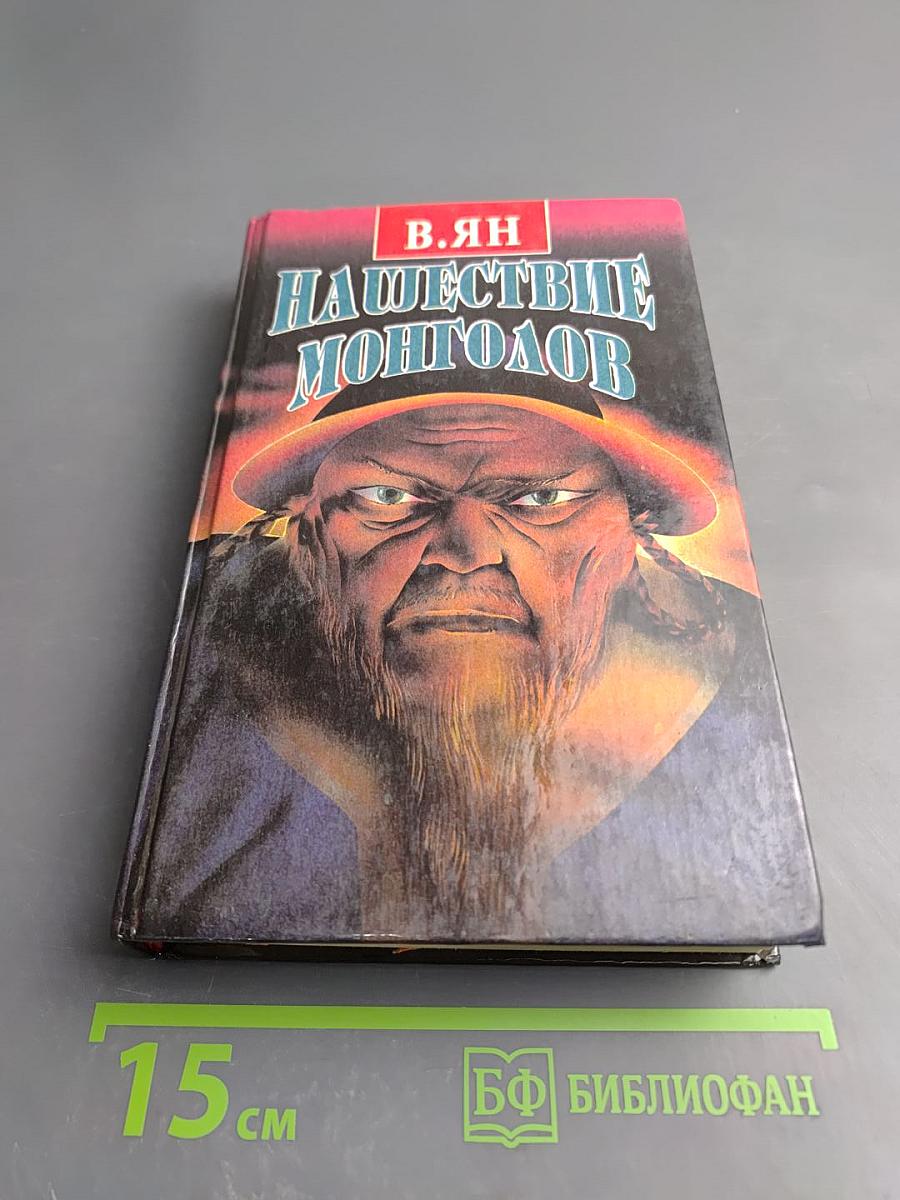 В.ЯН
НАШЕСТВИЕ
МОНГОЛОВ
15 см
БФ БИБЛИОФАН